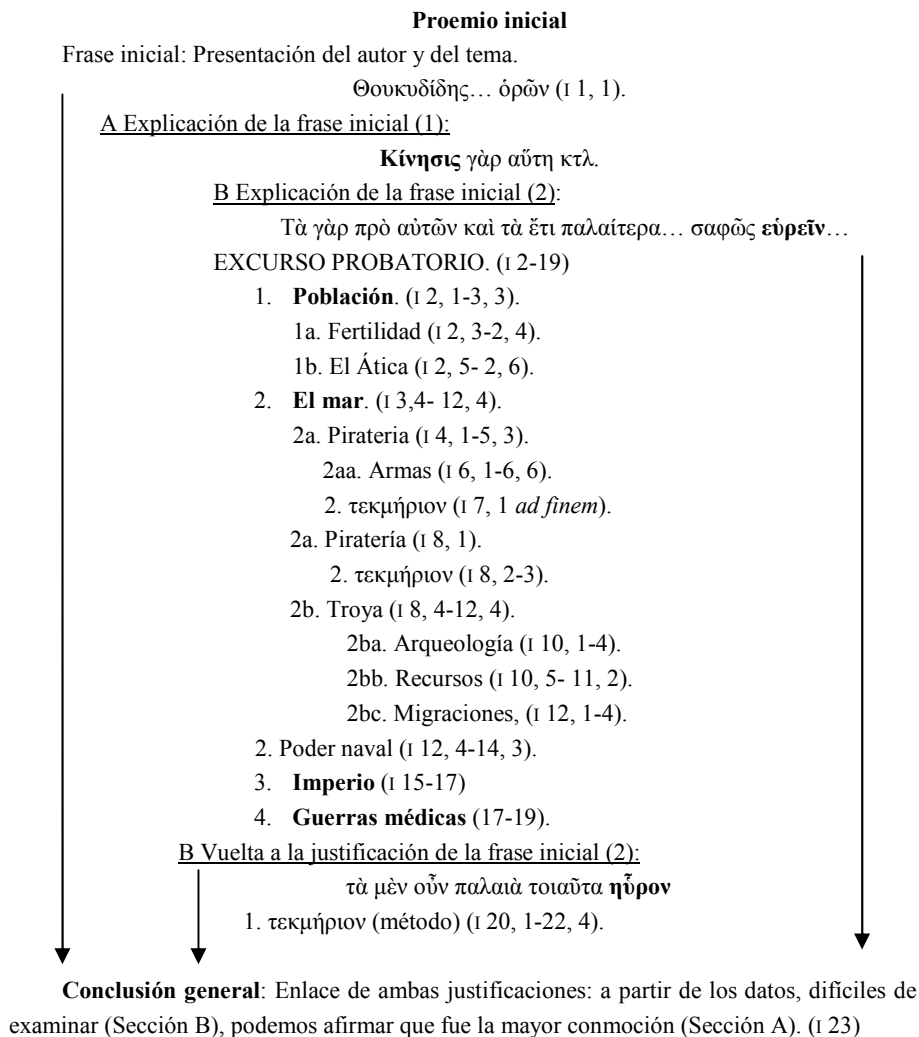 Proemio inicial
Frase inicial: Presentación del autor y del tema.
Θουκυδίδης… ὁρῶν (I 1, 1).
A Explicación de la frase inicial (1):
Κίνησις γὰρ αὕτη κτλ.
B Explicación de la frase inicial (2):
Τὰ γὰρ πρὸ αὐτῶν καὶ τὰ ἔτι παλαίτερα… σαφῶς εὑρεῖν…
EXCURSO PROBATORIO. (I 2-19)
1. Población. (I 2, 1-3, 3).
1a. Fertilidad (I 2, 3-2, 4).
1b. El Ática (I 2, 5- 2, 6).
2. El mar. (I 3,4- 12, 4).
2a. Pirateria (I 4, 1-5, 3).
2aa. Armas (I 6, 1-6, 6).
2. τεκμήριον (I 7, 1 ad finem).
2a. Piratería (I 8, 1).
2. τεκμήριον (I 8, 2-3).
2b. Troya (I 8, 4-12, 4).
2ba. Arqueología (I 10, 1-4).
2bb. Recursos (I 10, 5- 11, 2).
2bc. Migraciones, (I 12, 1-4).
2. Poder naval (I 12, 4-14, 3).
3. Imperio (I 15-17)
4. Guerras médicas (17-19).
B Vuelta a la justificación de la frase inicial (2):
τὰ μὲν οὖν παλαιὰ τοιαῦτα ηὗρον
1. τεκμήριον (método) (I 20, 1-22, 4).
Conclusión general: Enlace de ambas justificaciones: a partir de los datos, difíciles de
examinar (Sección B), podemos afirmar que fue la mayor conmoción (Sección A). (I 23)